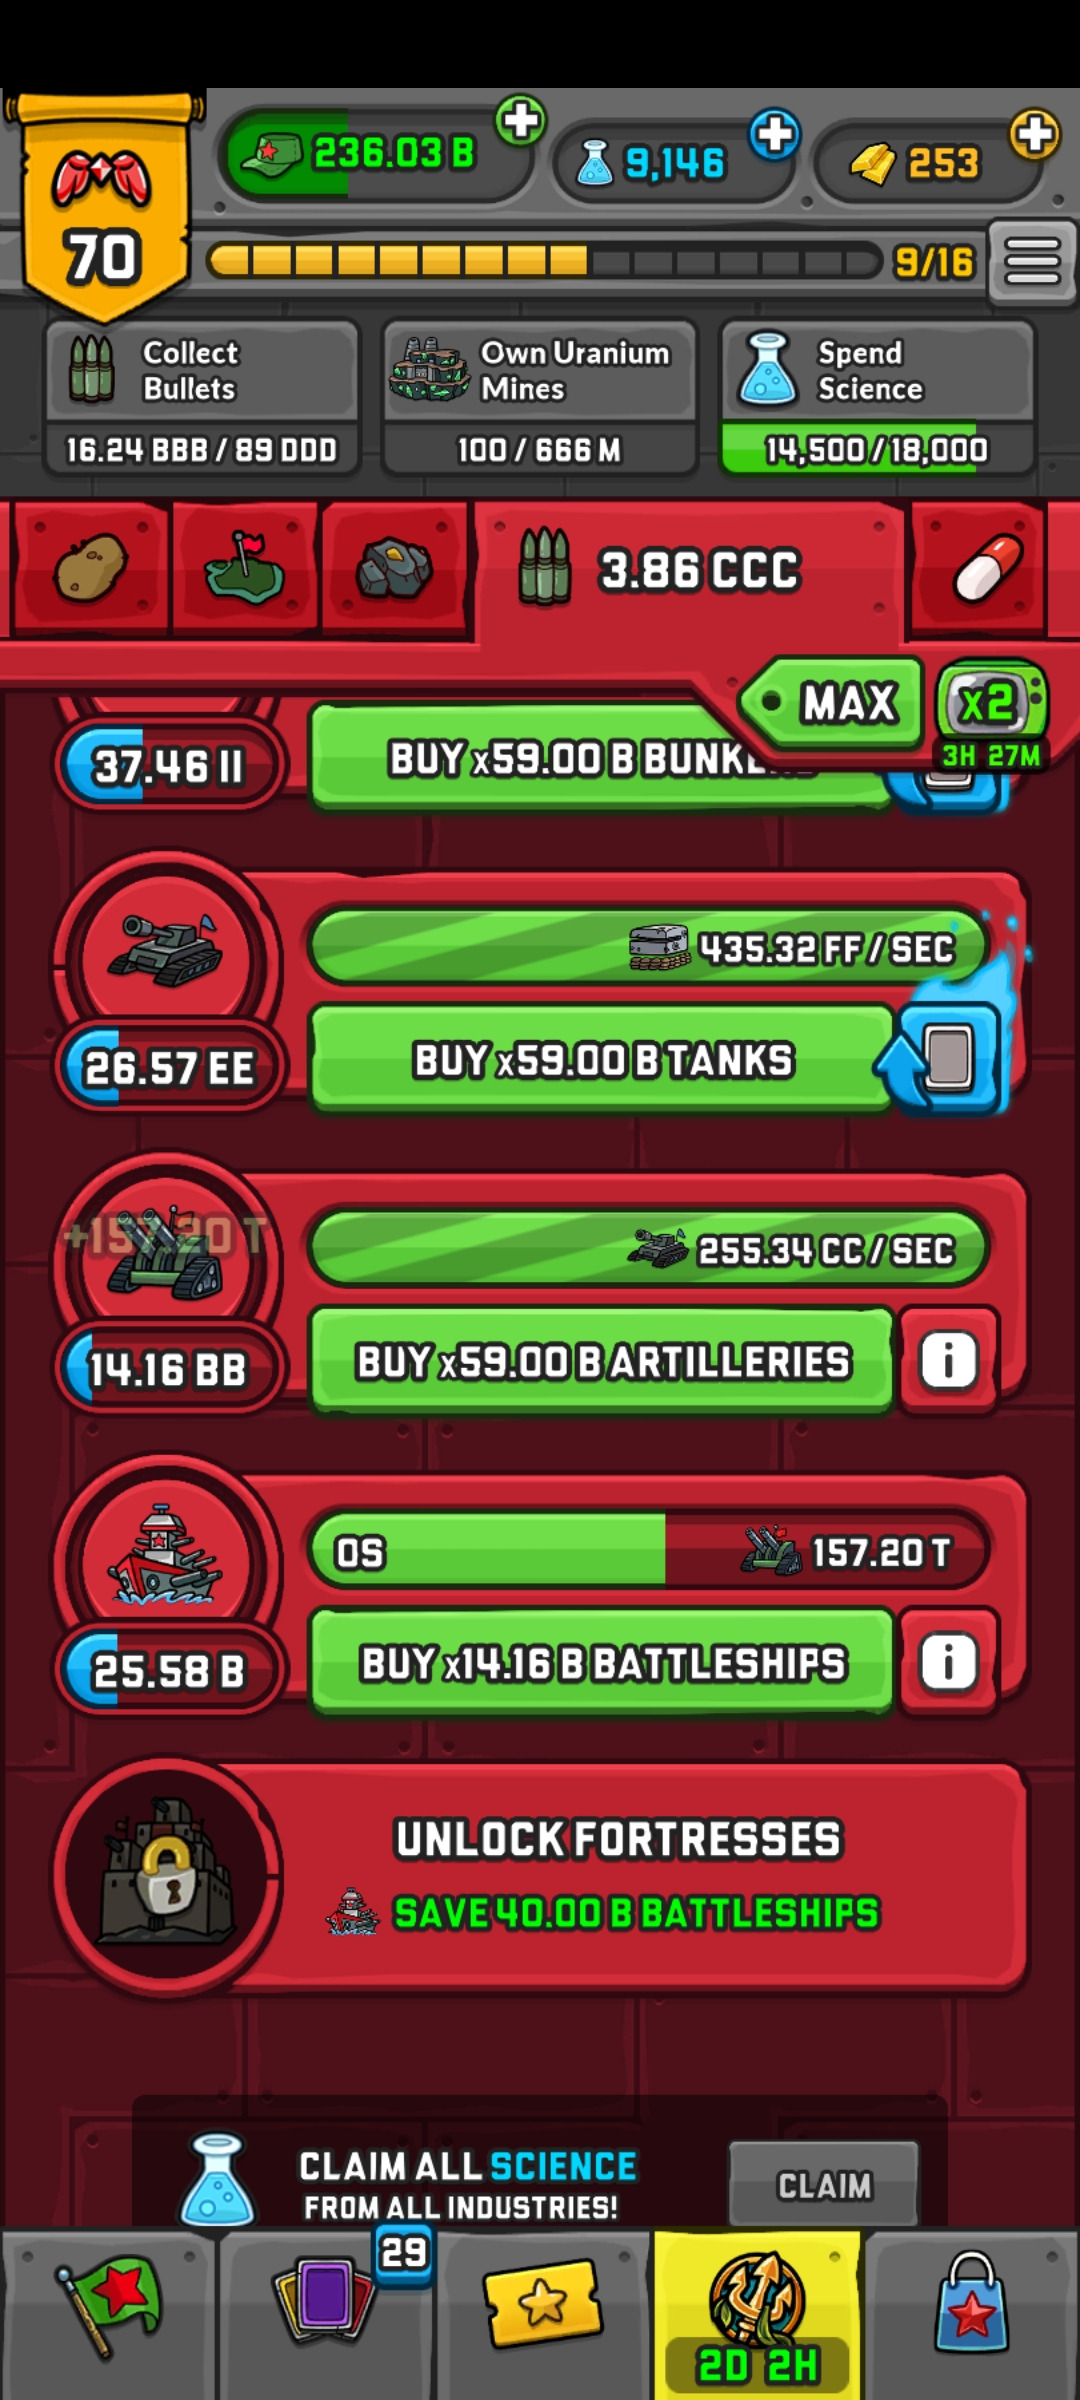 236.03 B
9,146
253
70
9/16
Collect
Bullets
16.24 BBB / 89 DDD
Own Uranium
Mines
100 / 666 M
Spend
Science
14,500/18,000
3.86 CCC
MAX
x2
3H 27M
37.46 II
BUY x59.00 B
435.32 FF / SEC
26.57 EE
BUY x59.00 B TANKS
+157.20 T
255.34 CC / SEC
14.16 BB
BUY x59.00 B ARTILLERIES
i
0S
157.20 T
25.58 B
BUY x14.16 B BATTLESHIPS
i
UNLOCK FORTRESSES
SAVE 40.00 B BATTLESHIPS
CLAIM ALL SCIENCE
FROM ALL INDUSTRIES!
CLAIM
29
2D 2H